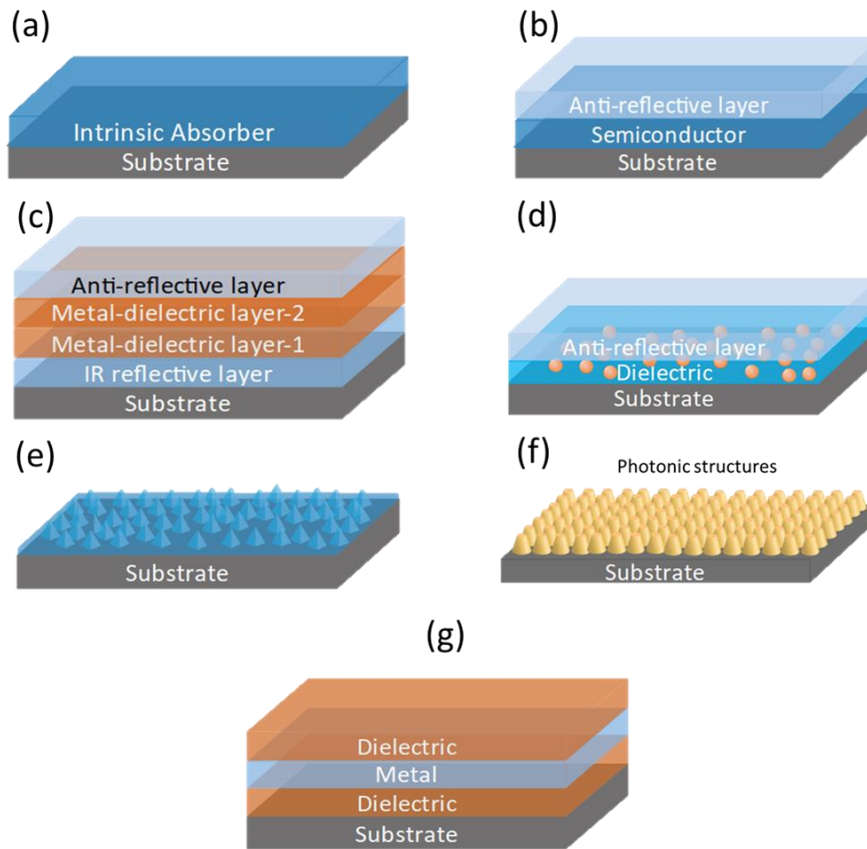 (a)
Intrinsic Absorber
Substrate
(b)
Anti-reflective layer
Semiconductor
Substrate
(c)
Anti-reflective layer
Metal-dielectric layer-2
Metal-dielectric layer-1
IR reflective layer
Substrate
(d)
Anti-reflective layer
Dielectric
Substrate
(e)
Substrate
(f)
Photonic structures
Substrate
(g)
Dielectric
Metal
Dielectric
Substrate